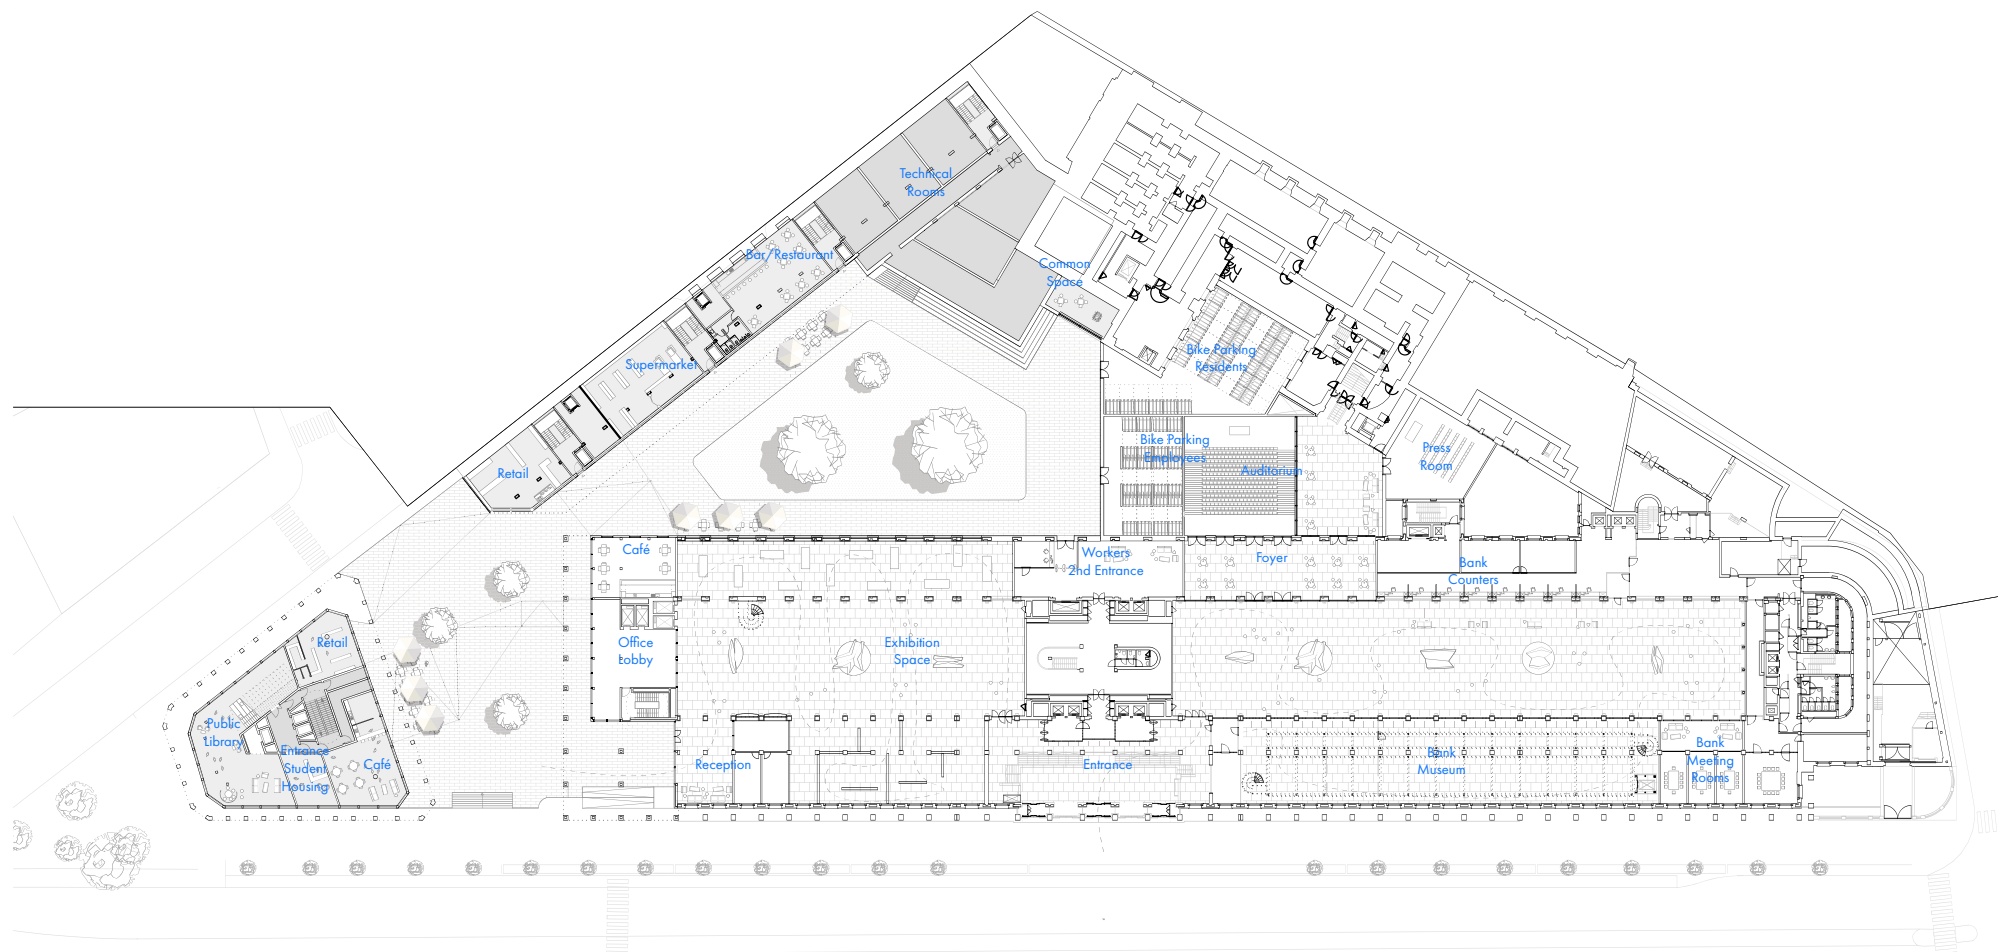 Technical
Rooms
Bar/Restaurant
Common
Space
Supermarket
Bike Parking
Residents
Retail
Bike Parking
Employees
Auditorium
Press
Room
Café
Workers
2nd Entrance
Foyer
Bank
Counters
Retail
Office
Lobby
Exhibition
Space
Public
Library
Entrance
Student
Housing
Café
Reception
Entrance
Bank
Museum
Bank
Meeting
Rooms